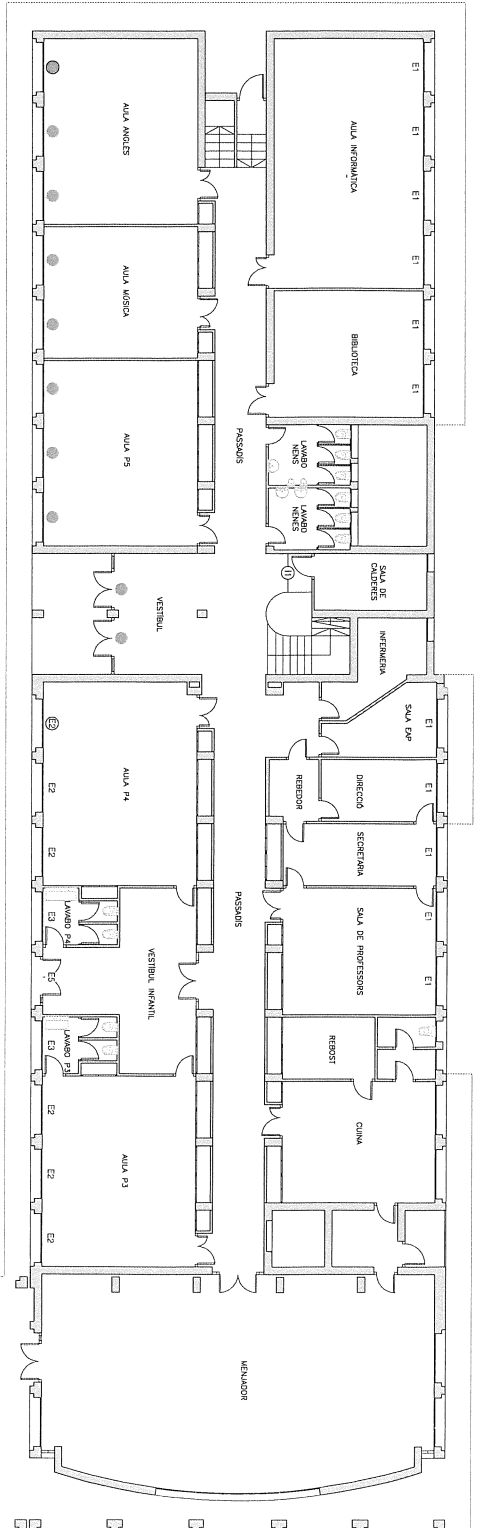 E1
E1
E1
E1
AULA INFORMÀTICA
AULA ANGLÈS
AULA MÚSICA
E1
E1
BIBLIOTECA
AULA P5
PASSADÍS
LAVABO
NENS
LAVABO
NENES
VESTÍBUL
I1
SALA DE
CALDERES
INFERMERIA
SALA EAP
E1
E2
E2
E2
AULA P4
REBEDOR
DIRECCIÓ
E1
SECRETARIA
E1
PASSADÍS
SALA DE PROFESSORS
E1
E1
LAVABO P4
E3
E5
VESTIBUL INFANTIL
LAVABO P3
E3
REBOST
CUINA
AULA P3
E2
E2
E2
MENJADOR